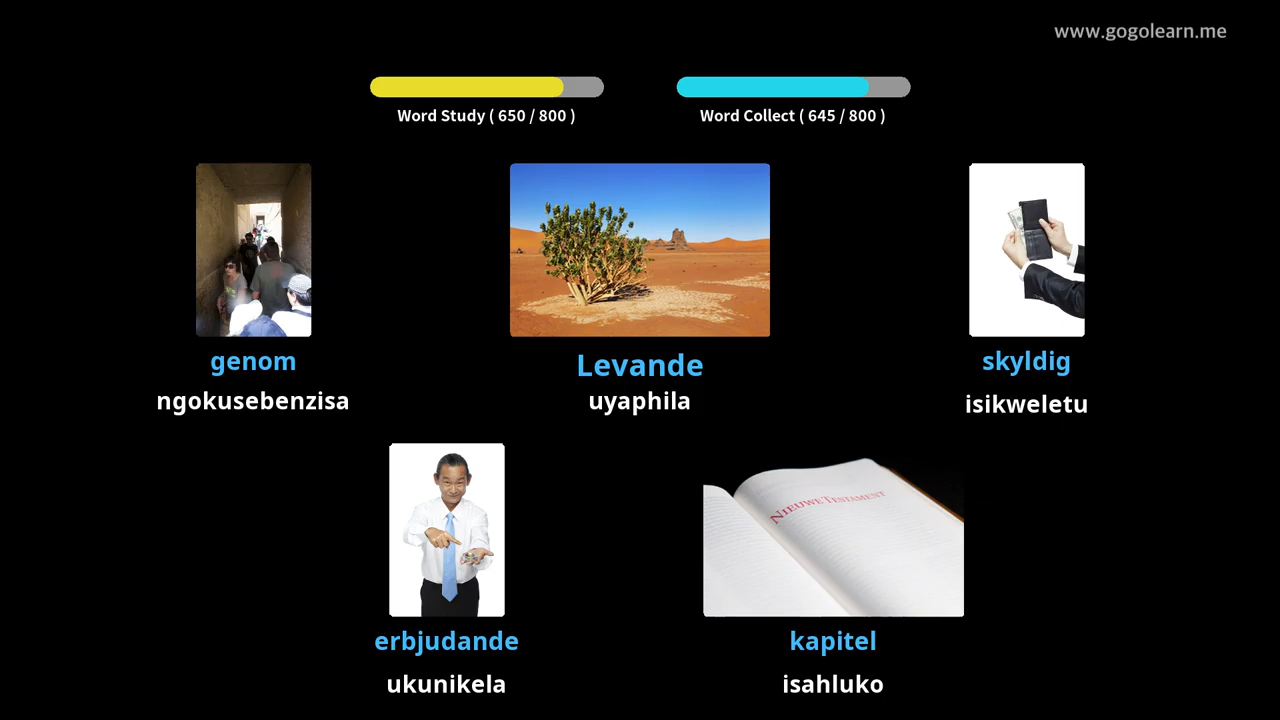 www.gogolearn.me
Word Study ( 650 / 800 )
Word Collect ( 645 / 800 )
genom
ngokusebenzisa
Levande
uyaphila
skyldig
isikweletu
NIEUWE TESTAMENT
erbjudande
ukunikela
kapitel
isahluko